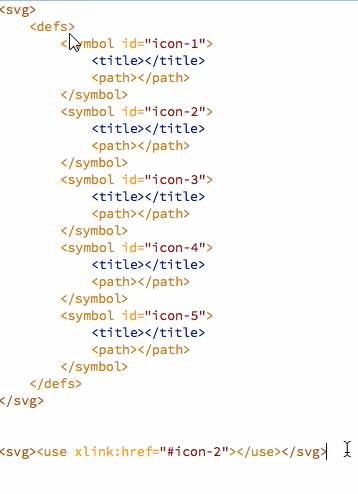 <svg>
<defs>
<symbol id="icon-1">
<title></title>
<path></path>
</symbol>
<symbol id="icon-2">
<title></title>
<path></path>
</symbol>
<symbol id="icon-3">
<title></title>
<path></path>
</symbol>
<symbol id="icon-4">
<title></title>
<path></path>
</symbol>
<symbol id="icon-5">
<title></title>
<path></path>
</symbol>
</defs>
</svg>
<svg><use xlink:href="#icon-2"></use></svg>